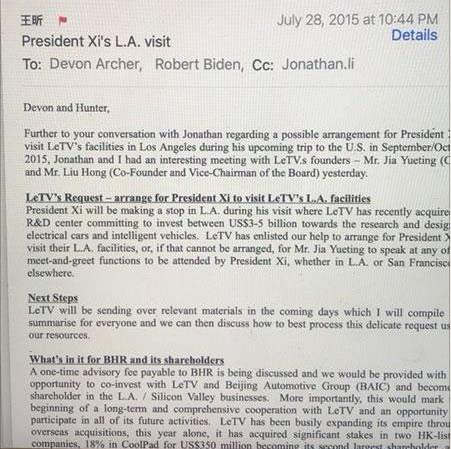 王昕
July 28, 2015 at 10:44 PM
President Xi's L.A. visit
Details
To: Devon Archer, Robert Biden, Cc: Jonathan.li
Devon and Hunter,
Further to your conversation with Jonathan regarding a possible arrangement for President
visit LeTV's facilities in Los Angeles during his upcoming trip to the U.S. in September/Oct
2015, Jonathan and I had an interesting meeting with LeTV.s founders – Mr. Jia Yueting (C
and Mr. Liu Hong (Co-Founder and Vice-Chairman of the Board) yesterday.
LeTV's Request – arrange for President Xi to visit LeTV's L.A. facilities
President Xi will be making a stop in L.A. during his visit where LeTV has recently acquire
R&D center committing to invest between US$3-5 billion towards the research and desig
electrical cars and intelligent vehicles. LeTV has enlisted our help to arrange for President X
visit their L.A. facilities, or, if that cannot be arranged, for Mr. Jia Yueting to speak at any of
meet-and-greet functions to be attended by President Xi, whether in L.A. or San Francisc
elsewhere.
Next Steps
LeTV will be sending over relevant materials in the coming days which I will compile
summarise for everyone and we can then discuss how to best process this delicate request us
our resources.
What's in it for BHR and its shareholders
A one-time advisory fee payable to BHR is being discussed and we would be provided with
opportunity to co-invest with LeTV and Beijing Automotive Group (BAIC) and become
shareholder in the L.A. / Silicon Valley businesses. More importantly, this would mark
beginning of a long-term and comprehensive cooperation with LeTV and an opportunity
participate in all of its future activities. LeTV has been busily expanding its empire throu
overseas acquisitions, this year alone, it has acquired significant stakes in two HK-list
companies, 18% in CoolPad for US$350 million becoming its second largest shareholder